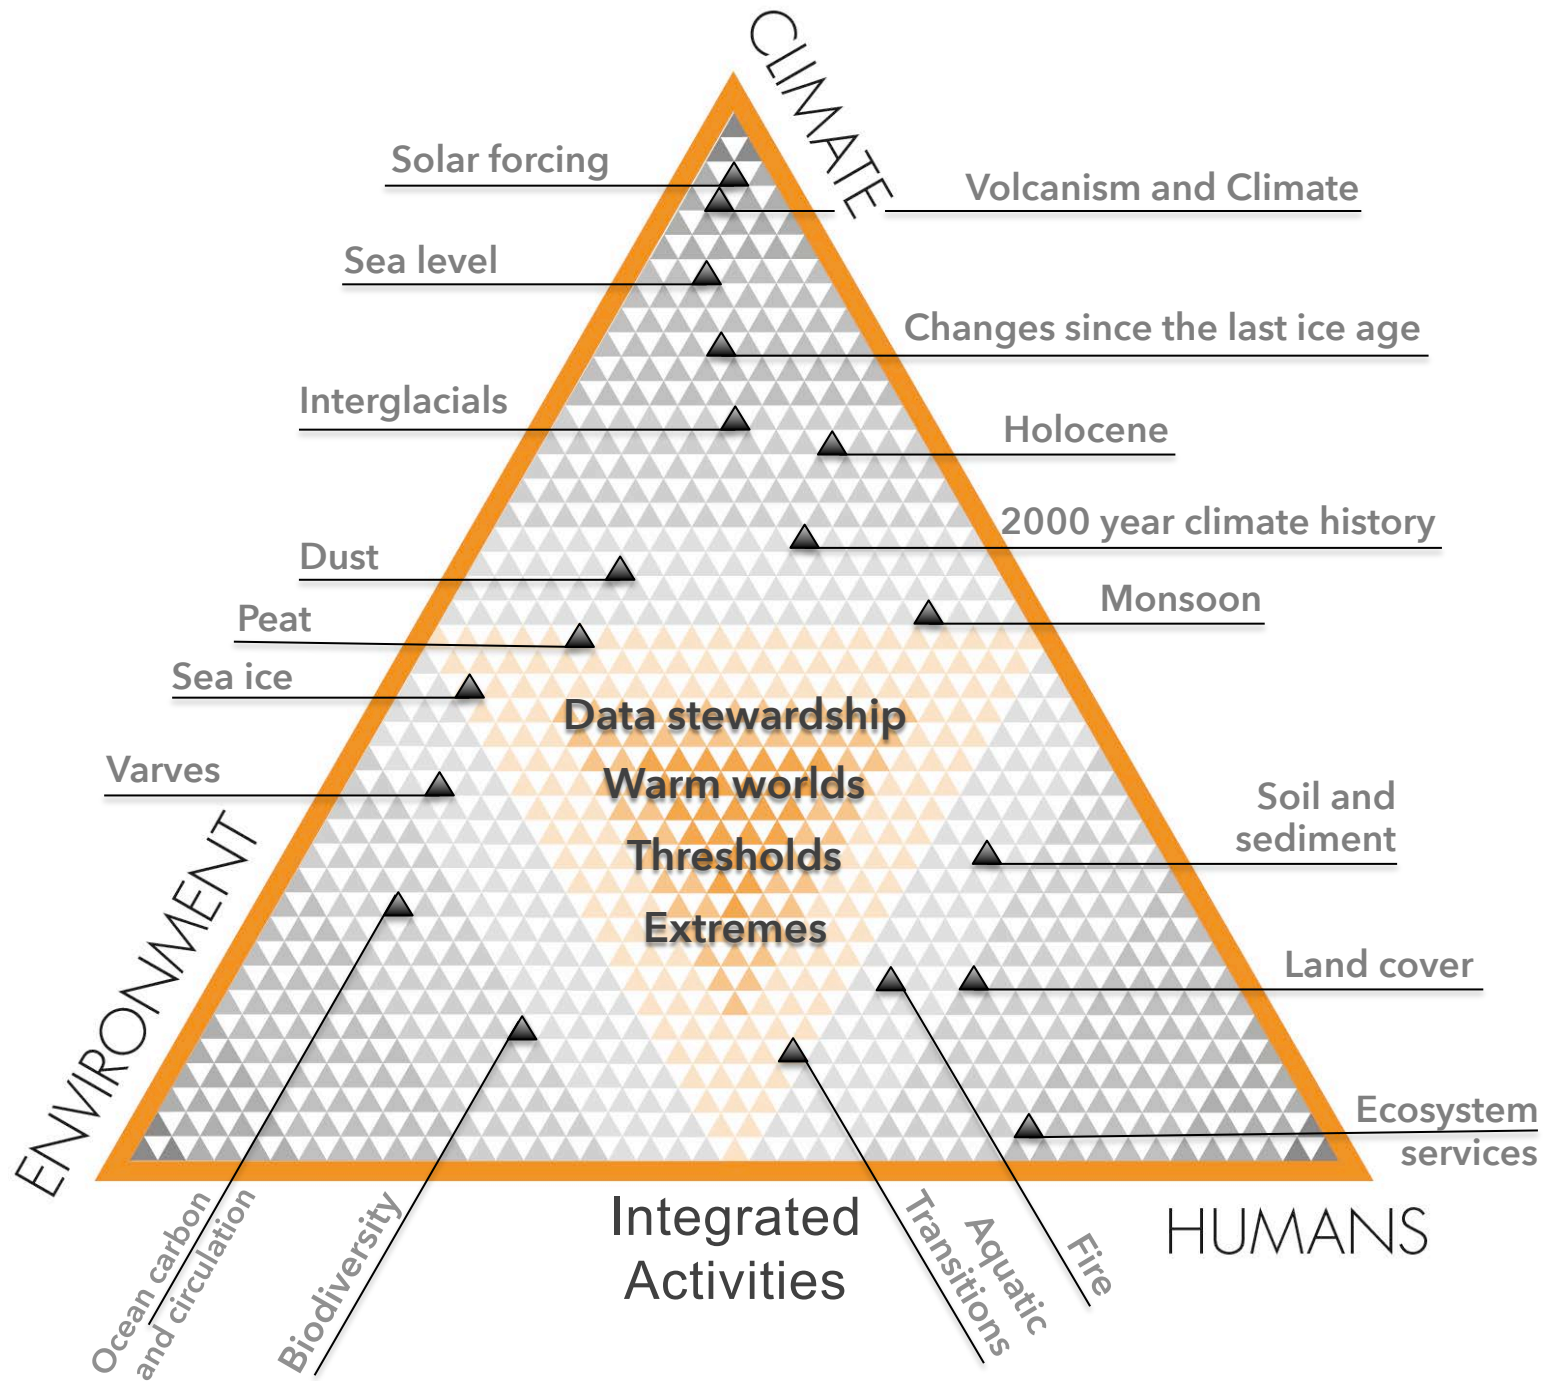 CLIMATE
Solar forcing
Volcanism and Climate
Sea level
Changes since the last ice age
Interglacials
Holocene
2000 year climate history
Dust
Monsoon
Peat
Sea ice
Data stewardship
Varves
Warm worlds
Soil and
sediment
Thresholds
Extremes
ENVIRONMENT
Land cover
Ecosystem
services
Ocean carbon
and circulation
Biodiversity
Integrated
Activities
Aquatic
Transitions
Fire
HUMANS